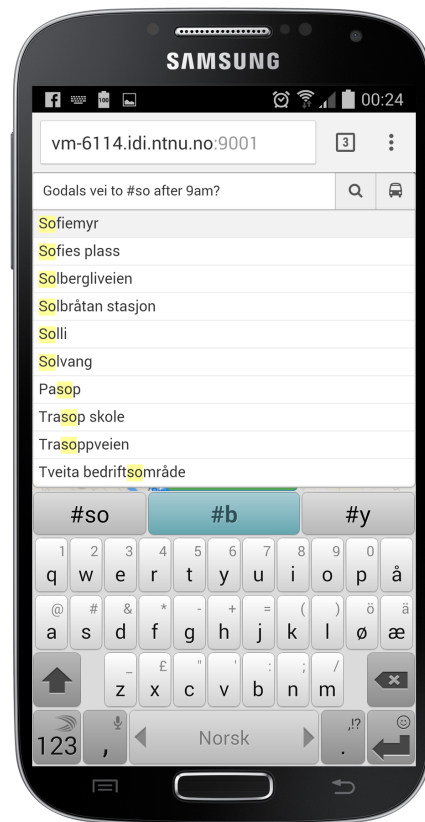 SAMSUNG
100 00:24
vm-6114.idi.ntnu.no:9001 3
Godals vei to #so after 9am?
Sofiemyr
Sofies plass
Solbergliveien
Solbråtan stasjon
Solli
Solvang
Pasop
Trasop skole
Trasoppveien
Tveita bedriftsområde
#so #b #y
1 2 3 4 5 6 7 8 9 0
q w e r t y u i o p å
@ # & * - + = ( ) ö ä
a s d f g h j k l ø æ
_ £ " ' : ; /
z x c v b n m
123 , Norsk ,!? .